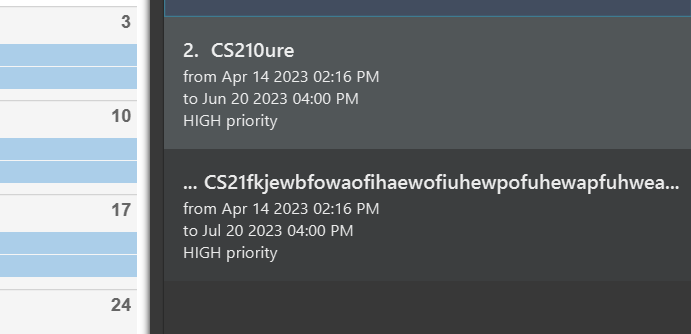 3
10
17
24
2. CS210ure
from Apr 14 2023 02:16 PM
to Jun 20 2023 04:00 PM
HIGH priority
... CS21fkjewbfowaofihaewofiuhewpofuhewapfuhwea...
from Apr 14 2023 02:16 PM
to Jul 20 2023 04:00 PM
HIGH priority